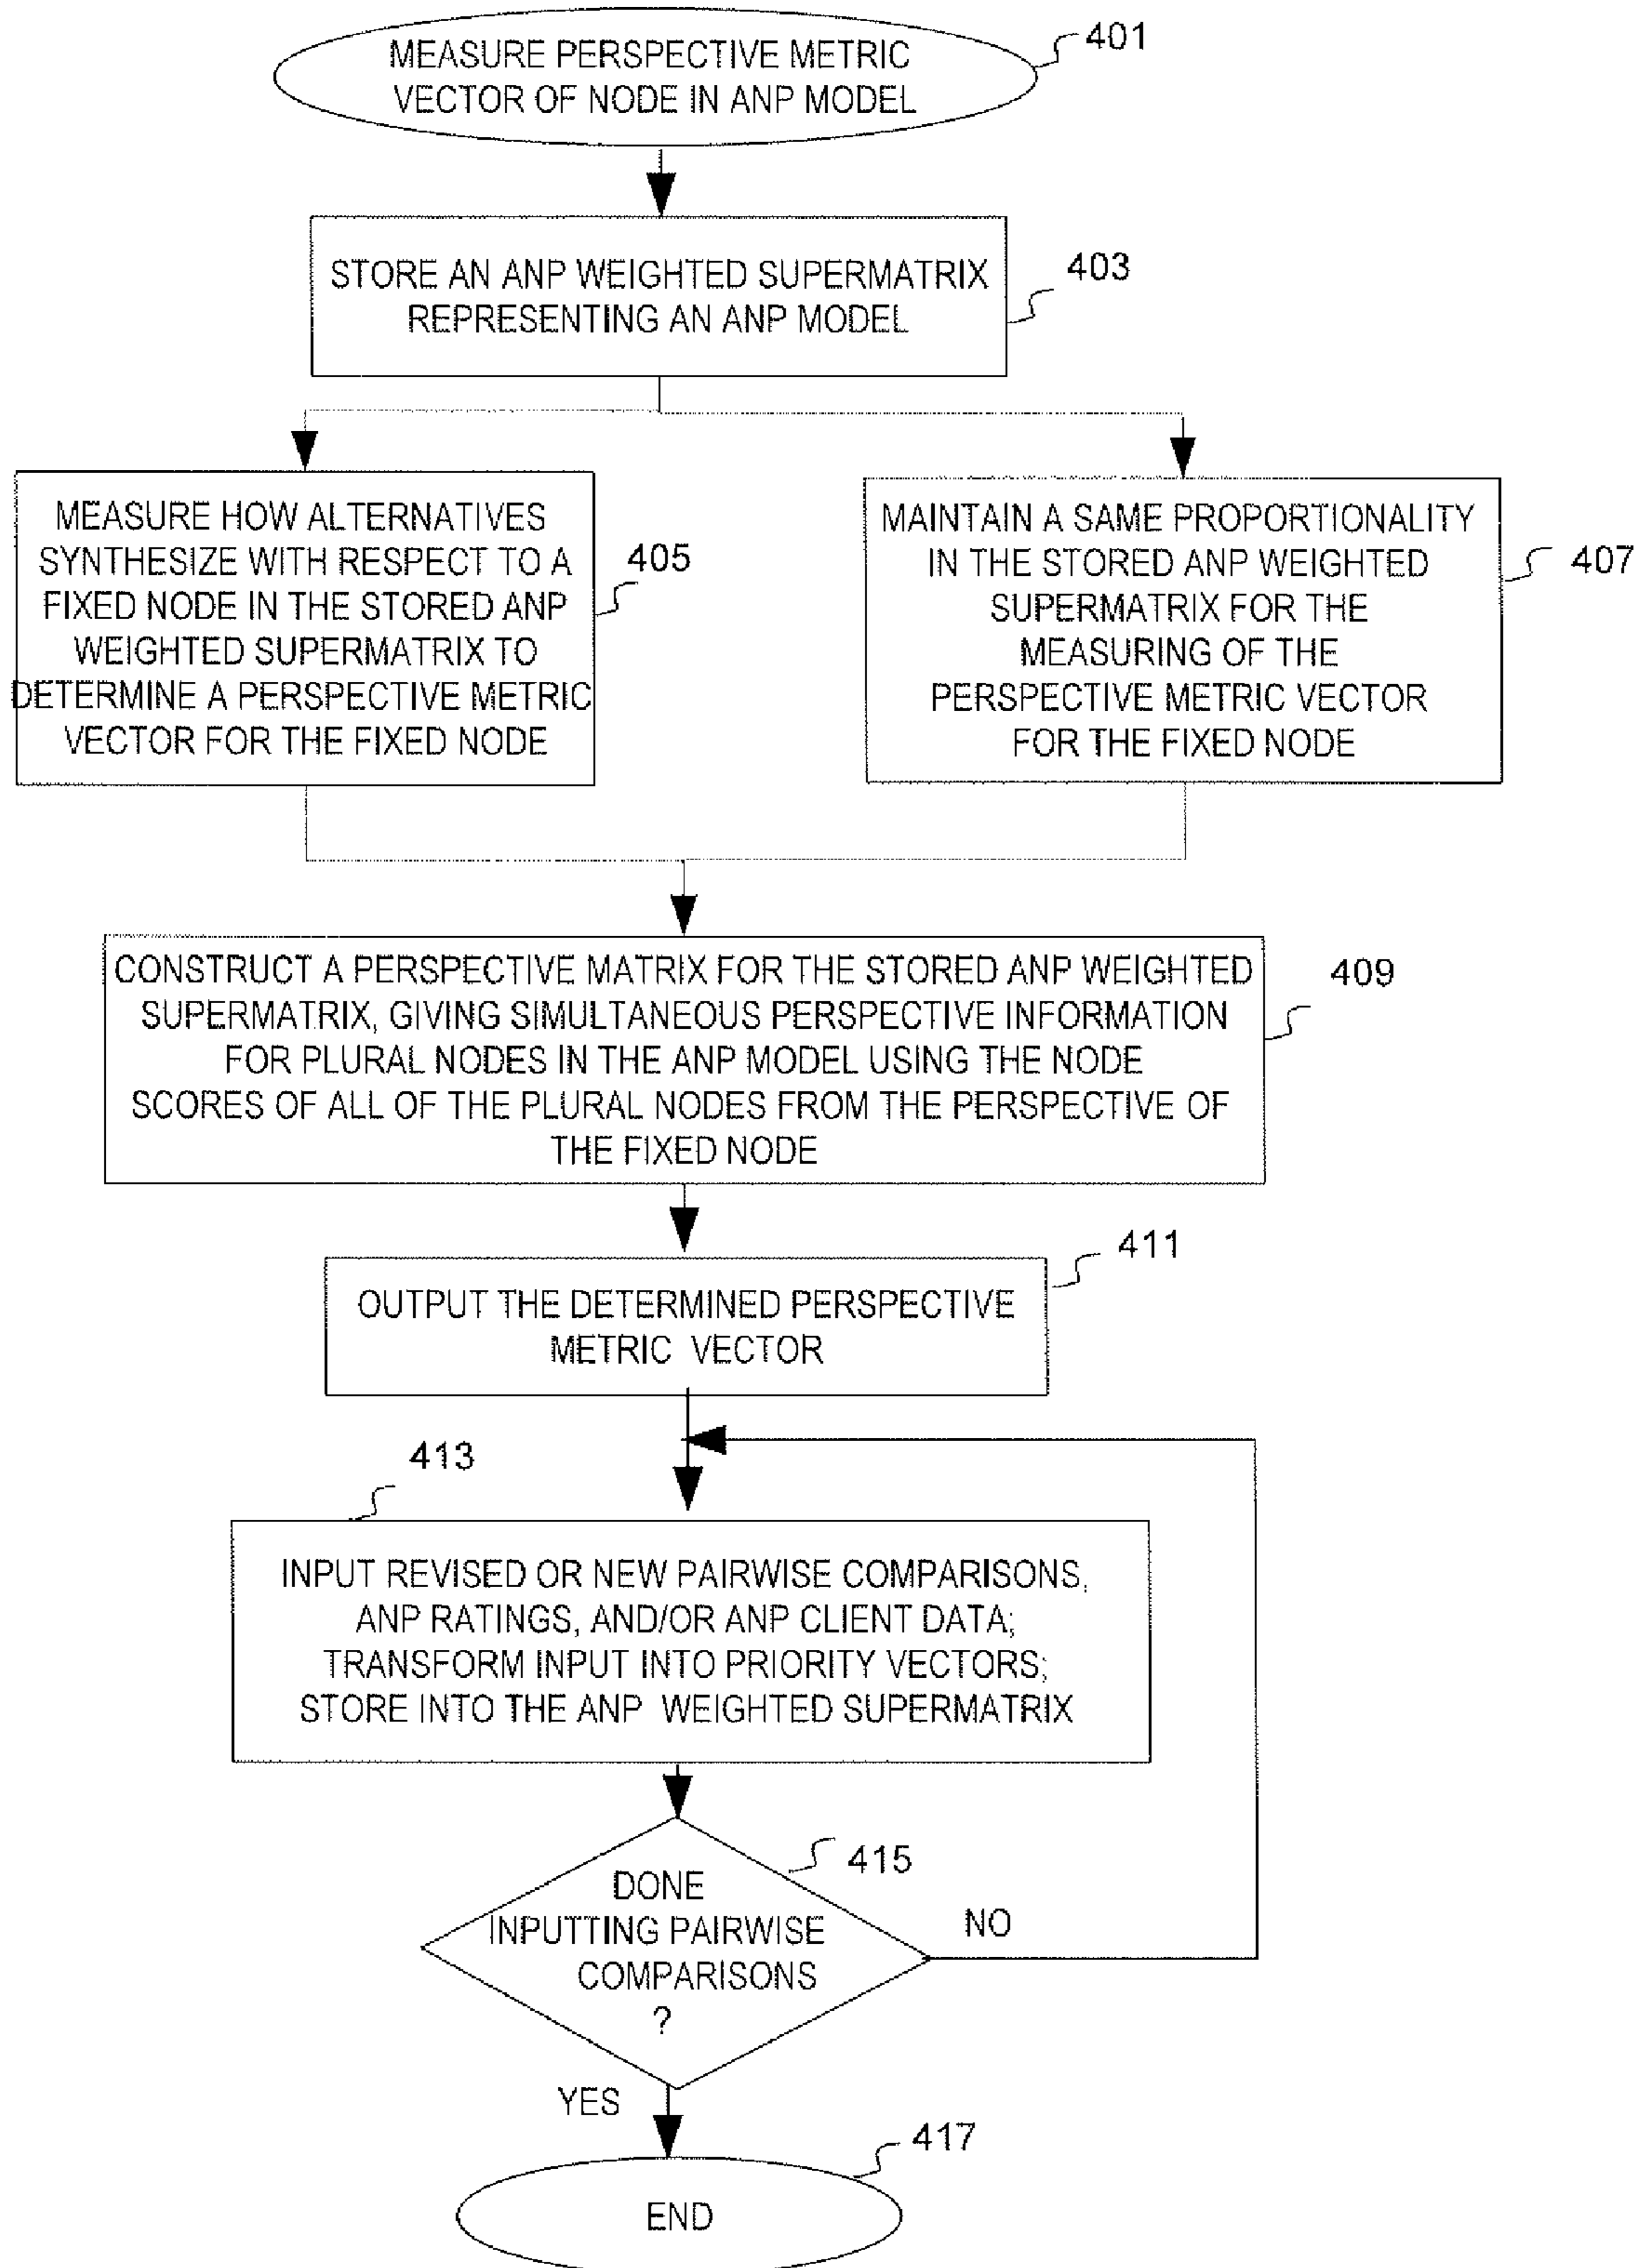 MEASURE PERSPECTIVE METRIC
VECTOR OF NODE IN ANP MODEL
401
STORE AN ANP WEIGHTED SUPERMATRIX
REPRESENTING AN ANP MODEL
403
MEASURE HOW ALTERNATIVES
SYNTHESIZE WITH RESPECT TO A
FIXED NODE IN THE STORED ANP
WEIGHTED SUPERMATRIX TO
DETERMINE A PERSPECTIVE METRIC
VECTOR FOR THE FIXED NODE
405
MAINTAIN A SAME PROPORTIONALITY
IN THE STORED ANP WEIGHTED
SUPERMATRIX FOR THE
MEASURING OF THE
PERSPECTIVE METRIC VECTOR
FOR THE FIXED NODE
407
CONSTRUCT A PERSPECTIVE MATRIX FOR THE STORED ANP WEIGHTED
SUPERMATRIX, GIVING SIMULTANEOUS PERSPECTIVE INFORMATION
FOR PLURAL NODES IN THE ANP MODEL USING THE NODE
SCORES OF ALL OF THE PLURAL NODES FROM THE PERSPECTIVE OF
THE FIXED NODE
409
OUTPUT THE DETERMINED PERSPECTIVE
METRIC VECTOR
411
413
INPUT REVISED OR NEW PAIRWISE COMPARISONS,
ANP RATINGS, AND/OR ANP CLIENT DATA;
TRANSFORM INPUT INTO PRIORITY VECTORS;
STORE INTO THE ANP WEIGHTED SUPERMATRIX
DONE
INPUTTING PAIRWISE
COMPARISONS
?
415
NO
YES
417
END